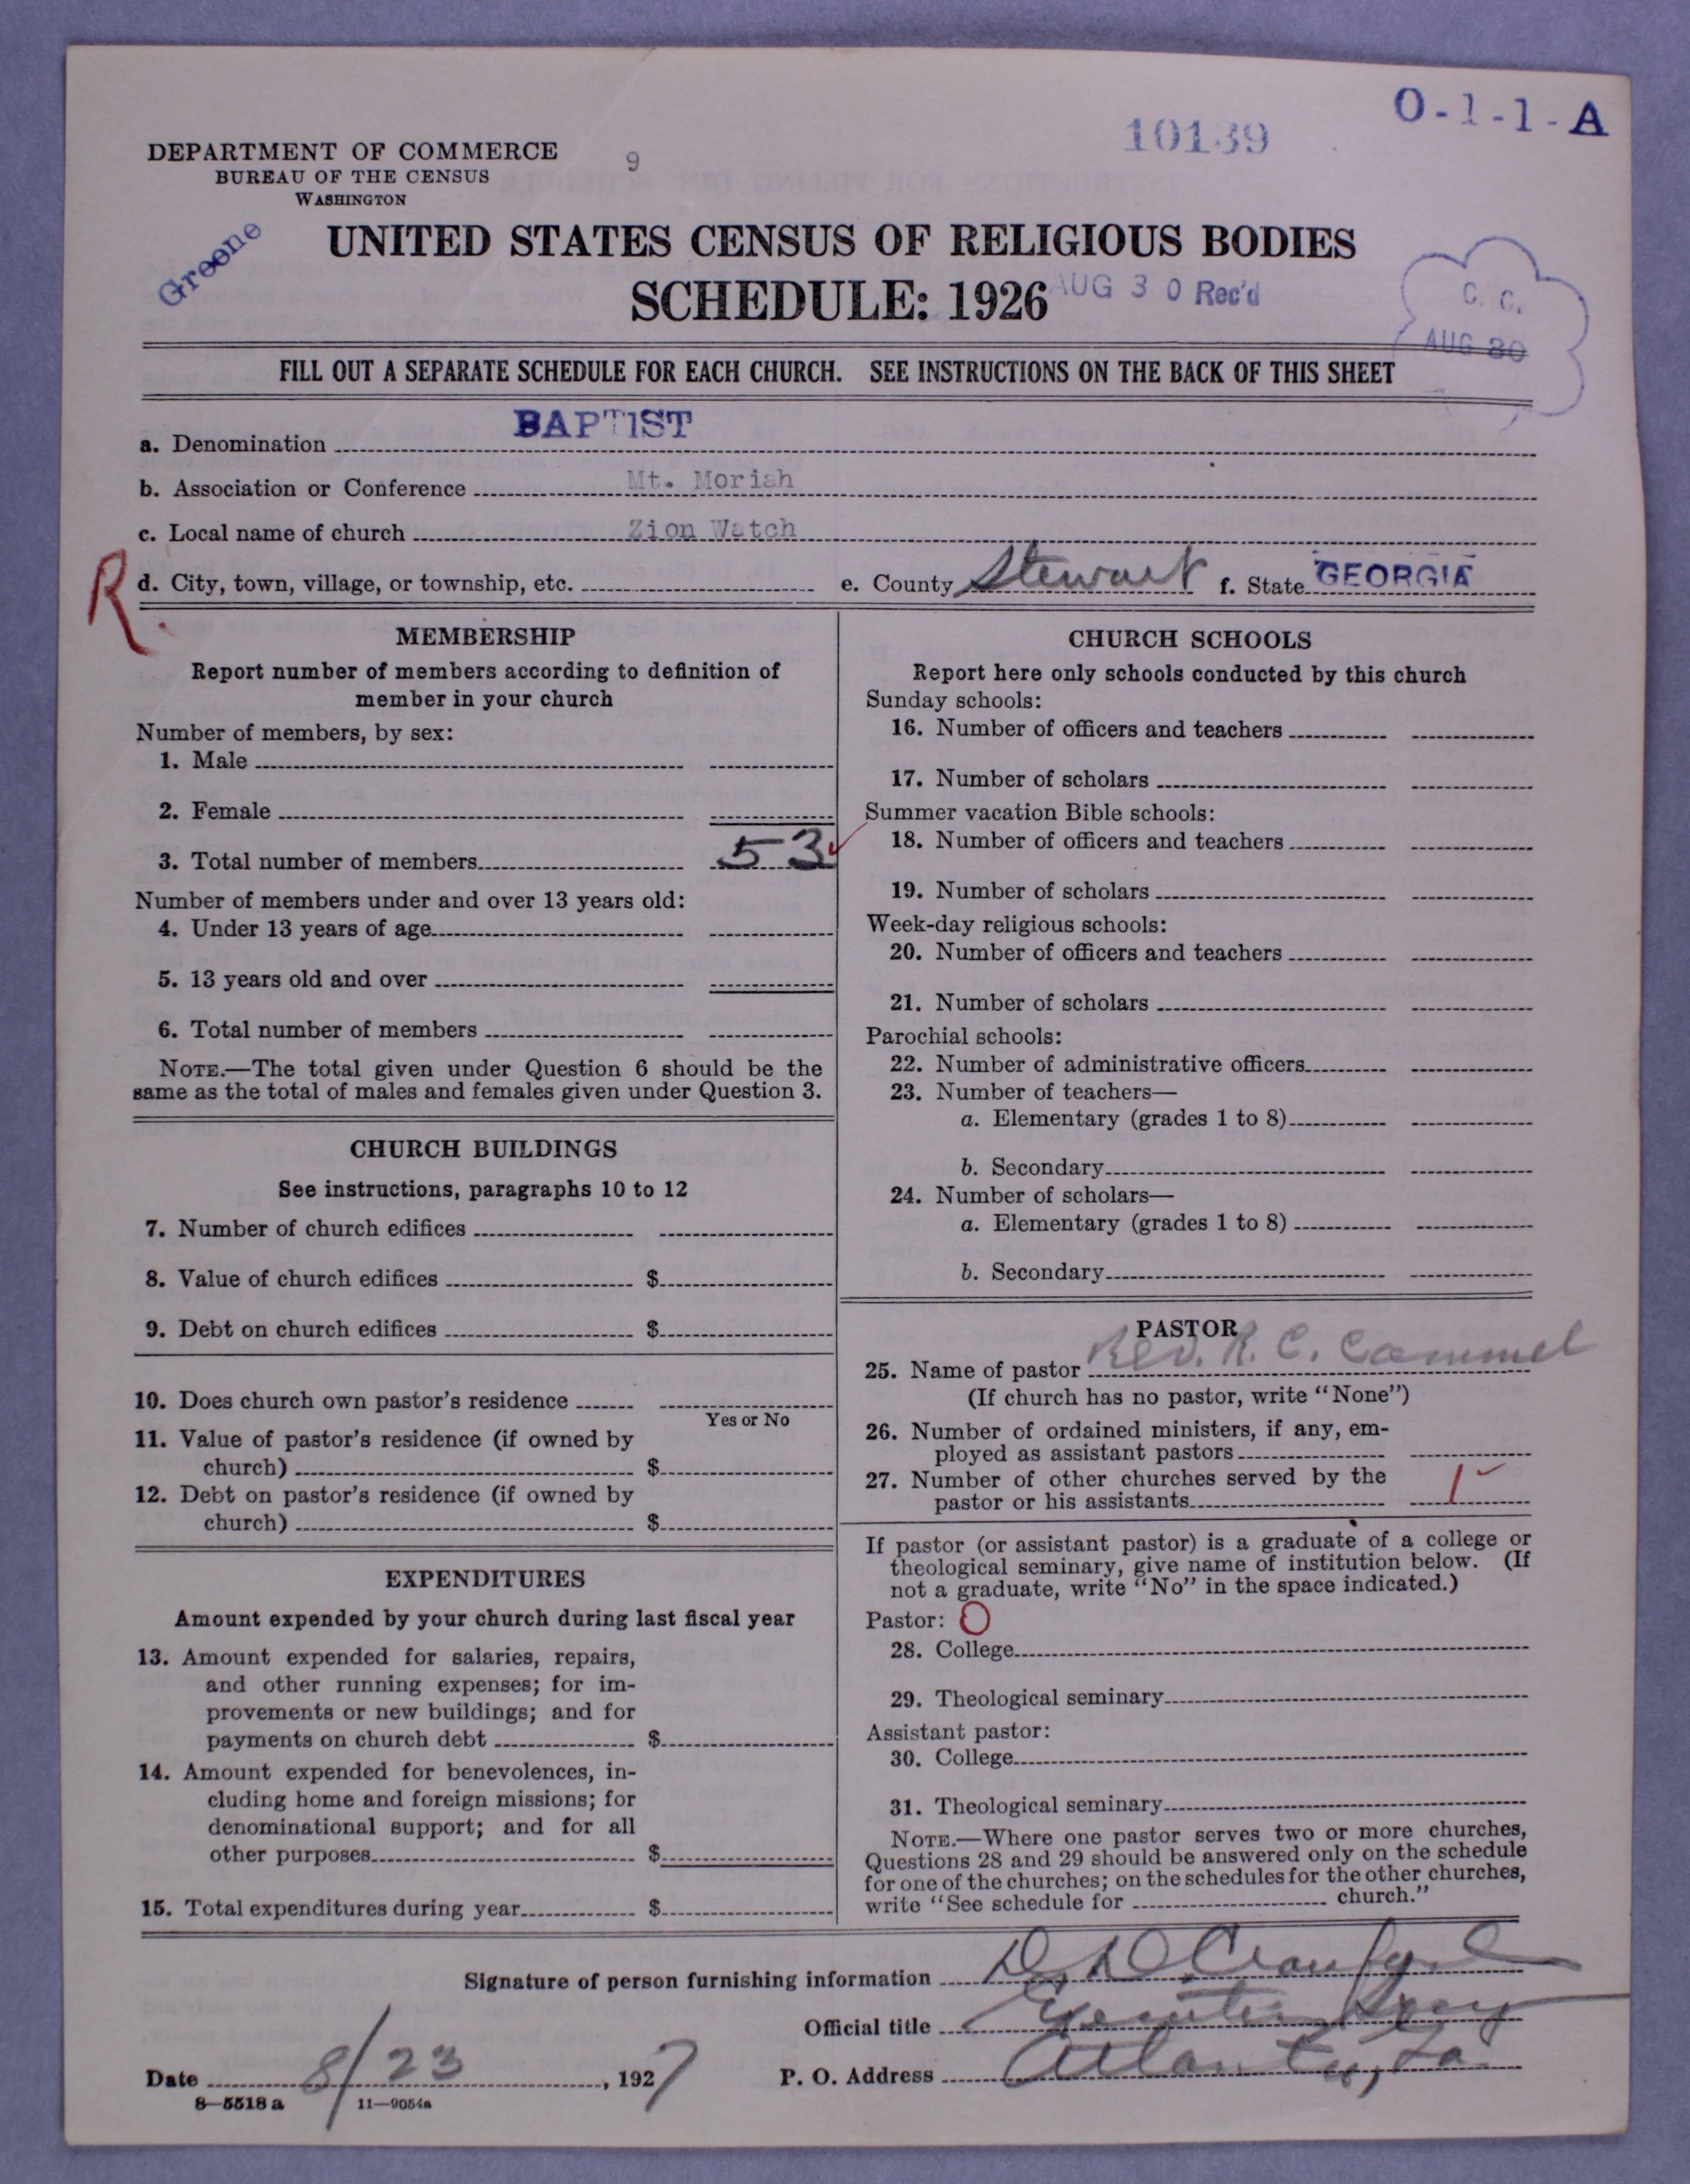 O-1-1-A
10139
DEPARTMENT OF COMMERCE
9
BUREAU OF THE CENSUS
WASHINGTON
Greene
UNITED STATES CENSUS OF RELIGIOUS BODIES
SCHEDULE: 1926
AUG 30 Rec'd
C. C.
AUG 30
FILL OUT A SEPARATE SCHEDULE FOR EACH CHURCH. SEE INSTRUCTIONS ON THE BACK OF THIS SHEET
a. Denomination BAPTIST
b. Association or Conference Mt. Moriah
c. Local name of church Zion Watch
R.
d. City, town, village, or township, etc. e. County Stewart f. State GEORGIA
MEMBERSHIP
Report number of members according to definition of
member in your church
Number of members, by sex:
1. Male
2. Female
3. Total number of members 53
Number of members under and over 13 years old:
4. Under 13 years of age
5. 13 years old and over
6. Total number of members
NOTE.—The total given under Question 6 should be the
same as the total of males and females given under Question 3.
CHURCH BUILDINGS
See instructions, paragraphs 10 to 12
7. Number of church edifices
8. Value of church edifices $
9. Debt on church edifices $
10. Does church own pastor's residence
Yes or No
11. Value of pastor's residence (if owned by
church) $
12. Debt on pastor's residence (if owned by
church) $
EXPENDITURES
Amount expended by your church during last fiscal year
13. Amount expended for salaries, repairs,
and other running expenses; for im-
provements or new buildings; and for
payments on church debt $
14. Amount expended for benevolences, in-
cluding home and foreign missions; for
denominational support; and for all
other purposes $
15. Total expenditures during year $
CHURCH SCHOOLS
Report here only schools conducted by this church
Sunday schools:
16. Number of officers and teachers
17. Number of scholars
Summer vacation Bible schools:
18. Number of officers and teachers
19. Number of scholars
Week-day religious schools:
20. Number of officers and teachers
21. Number of scholars
Parochial schools:
22. Number of administrative officers
23. Number of teachers—
a. Elementary (grades 1 to 8)
b. Secondary
24. Number of scholars—
a. Elementary (grades 1 to 8)
b. Secondary
PASTOR
25. Name of pastor Rev. R. C. Cammel
(If church has no pastor, write "None")
26. Number of ordained ministers, if any, em-
ployed as assistant pastors
27. Number of other churches served by the
pastor or his assistants 1
If pastor (or assistant pastor) is a graduate of a college or
theological seminary, give name of institution below. (If
not a graduate, write "No" in the space indicated.)
Pastor: O
28. College
29. Theological seminary
Assistant pastor:
30. College
31. Theological seminary
NOTE.—Where one pastor serves two or more churches,
Questions 28 and 29 should be answered only on the schedule
for one of the churches; on the schedules for the other churches,
write "See schedule for church."
Signature of person furnishing information D. D. Crawford
Official title Executive Secy
Date 8/23, 1927 P. O. Address Atlanta, Ga.
8—5518 a 11—9054a